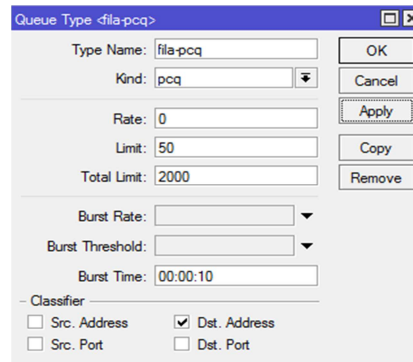 Queue Type <fila-pcq>
Type Name: fila-pcq
OK
Kind: pcq
Cancel
Rate: 0
Apply
Limit: 50
Copy
Total Limit: 2000
Remove
Burst Rate:
Burst Threshold:
Burst Time: 00:00:10
Classifier
Src. Address Dst. Address
Src. Port Dst. Port